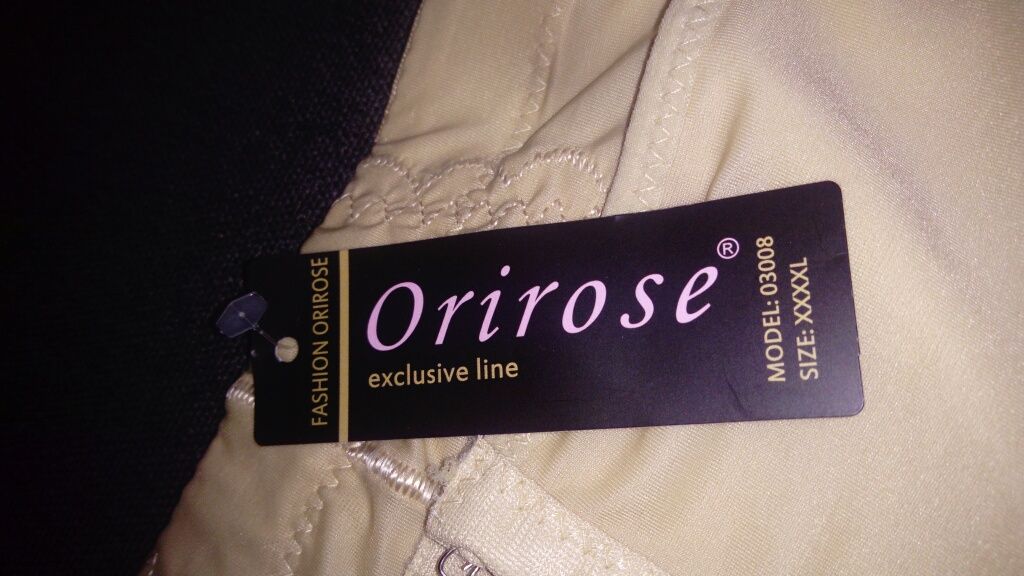 FASHION ORIROSE
Orirose®
exclusive line
MODEL: 03008
SIZE: XXXXL